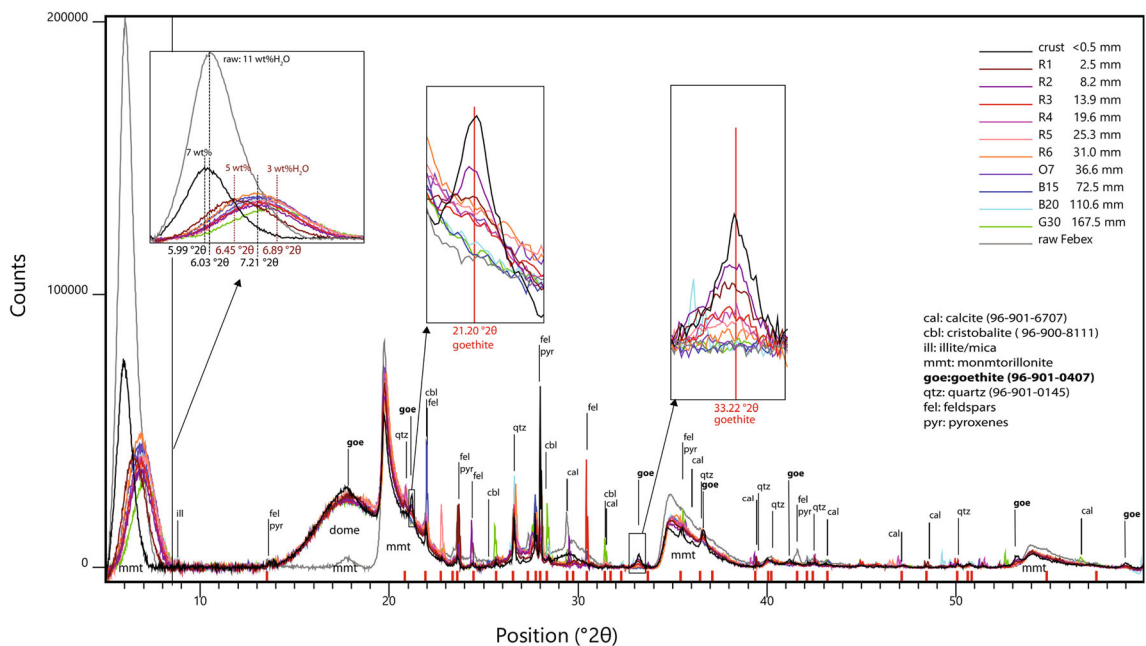 200000
100000
0
Counts
raw: 11 wt%H2O
7 wt%
5 wt%
3 wt%H2O
5.99 °2θ
6.45 °2θ
6.89 °2θ
6.03 °2θ
7.21 °2θ
21.20 °2θ
goethite
33.22 °2θ
goethite
crust <0.5 mm
R1 2.5 mm
R2 8.2 mm
R3 13.9 mm
R4 19.6 mm
R5 25.3 mm
R6 31.0 mm
O7 36.6 mm
B15 72.5 mm
B20 110.6 mm
G30 167.5 mm
raw Febex
cal: calcite (96-901-6707)
cbl: cristobalite ( 96-900-8111)
ill: illite/mica
mmt: monmtorillonite
goe:goethite (96-901-0407)
qtz: quartz (96-901-0145)
fel: feldspars
pyr: pyroxenes
mmt
ill
fel
pyr
goe
dome
mmt
mmt
qtz
goe
cbl
fel
fel
pyr
fel
cbl
qtz
fel
pyr
cbl
cal
fel
cbl
cal
goe
mmt
fel
pyr
cal
qtz
goe
cal
qtz
qtz
goe
fel
pyr
qtz
cal
cal
cal
qtz
goe
mmt
cal
goe
10
20
30
40
50
Position (°2θ)